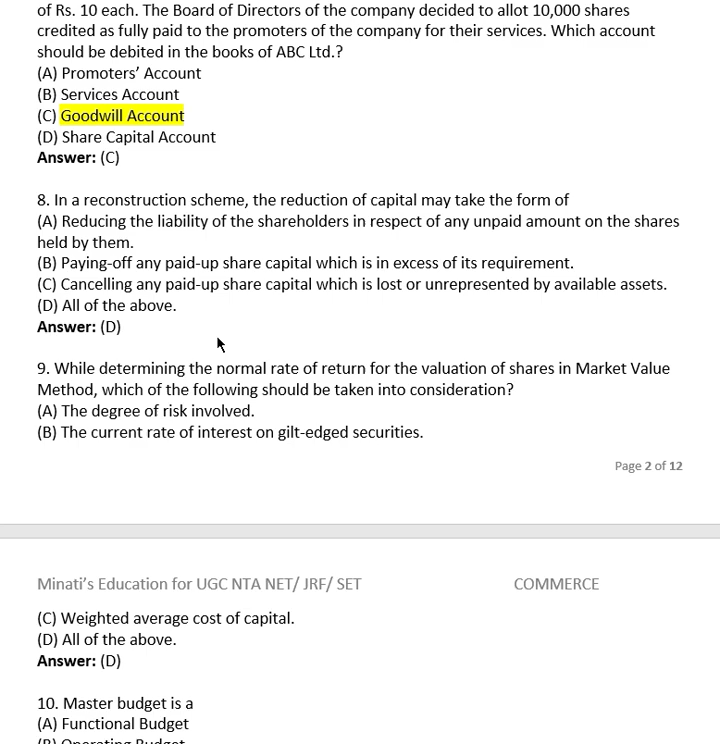 of Rs. 10 each. The Board of Directors of the company decided to allot 10,000 shares
credited as fully paid to the promoters of the company for their services. Which account
should be debited in the books of ABC Ltd.?
(A) Promoters’ Account
(B) Services Account
(C) Goodwill Account
(D) Share Capital Account
Answer: (C)
8. In a reconstruction scheme, the reduction of capital may take the form of
(A) Reducing the liability of the shareholders in respect of any unpaid amount on the shares
held by them.
(B) Paying-off any paid-up share capital which is in excess of its requirement.
(C) Cancelling any paid-up share capital which is lost or unrepresented by available assets.
(D) All of the above.
Answer: (D)
9. While determining the normal rate of return for the valuation of shares in Market Value
Method, which of the following should be taken into consideration?
(A) The degree of risk involved.
(B) The current rate of interest on gilt-edged securities.
Page 2 of 12
Minati’s Education for UGC NTA NET/ JRF/ SET COMMERCE
(C) Weighted average cost of capital.
(D) All of the above.
Answer: (D)
10. Master budget is a
(A) Functional Budget
(B) Operating Budget